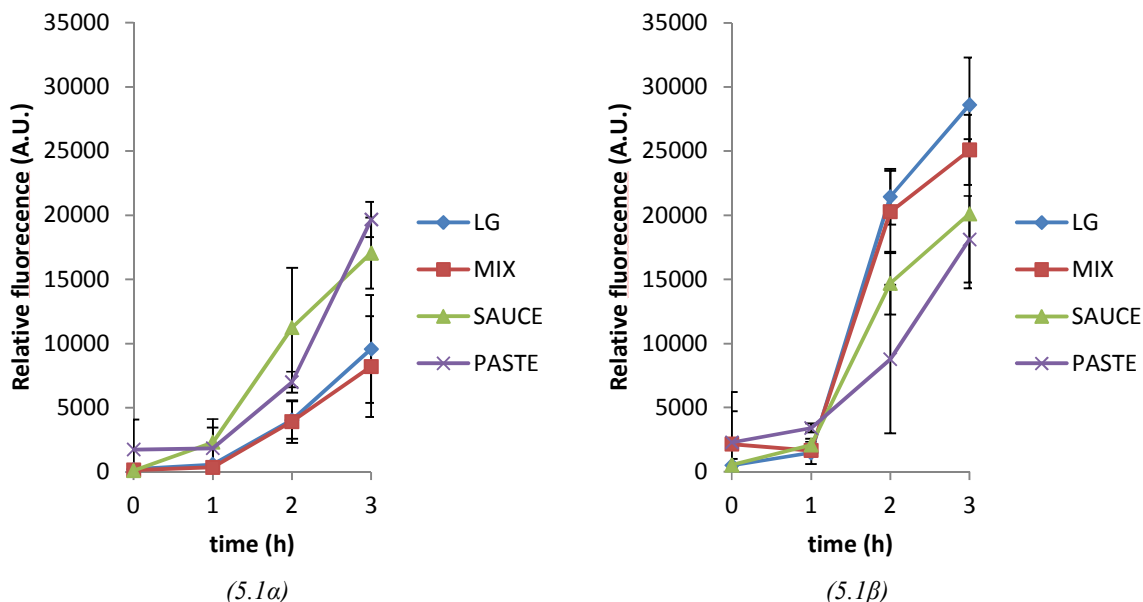 35000
30000
25000
20000
15000
10000
5000
0
Relative fluorecence (A.U.)
0 1 2 3
time (h)
LG
MIX
SAUCE
PASTE
(5.1α)
35000
30000
25000
20000
15000
10000
5000
0
Relative fluorecence (A.U.)
0 1 2 3
time (h)
LG
MIX
SAUCE
PASTE
(5.1β)